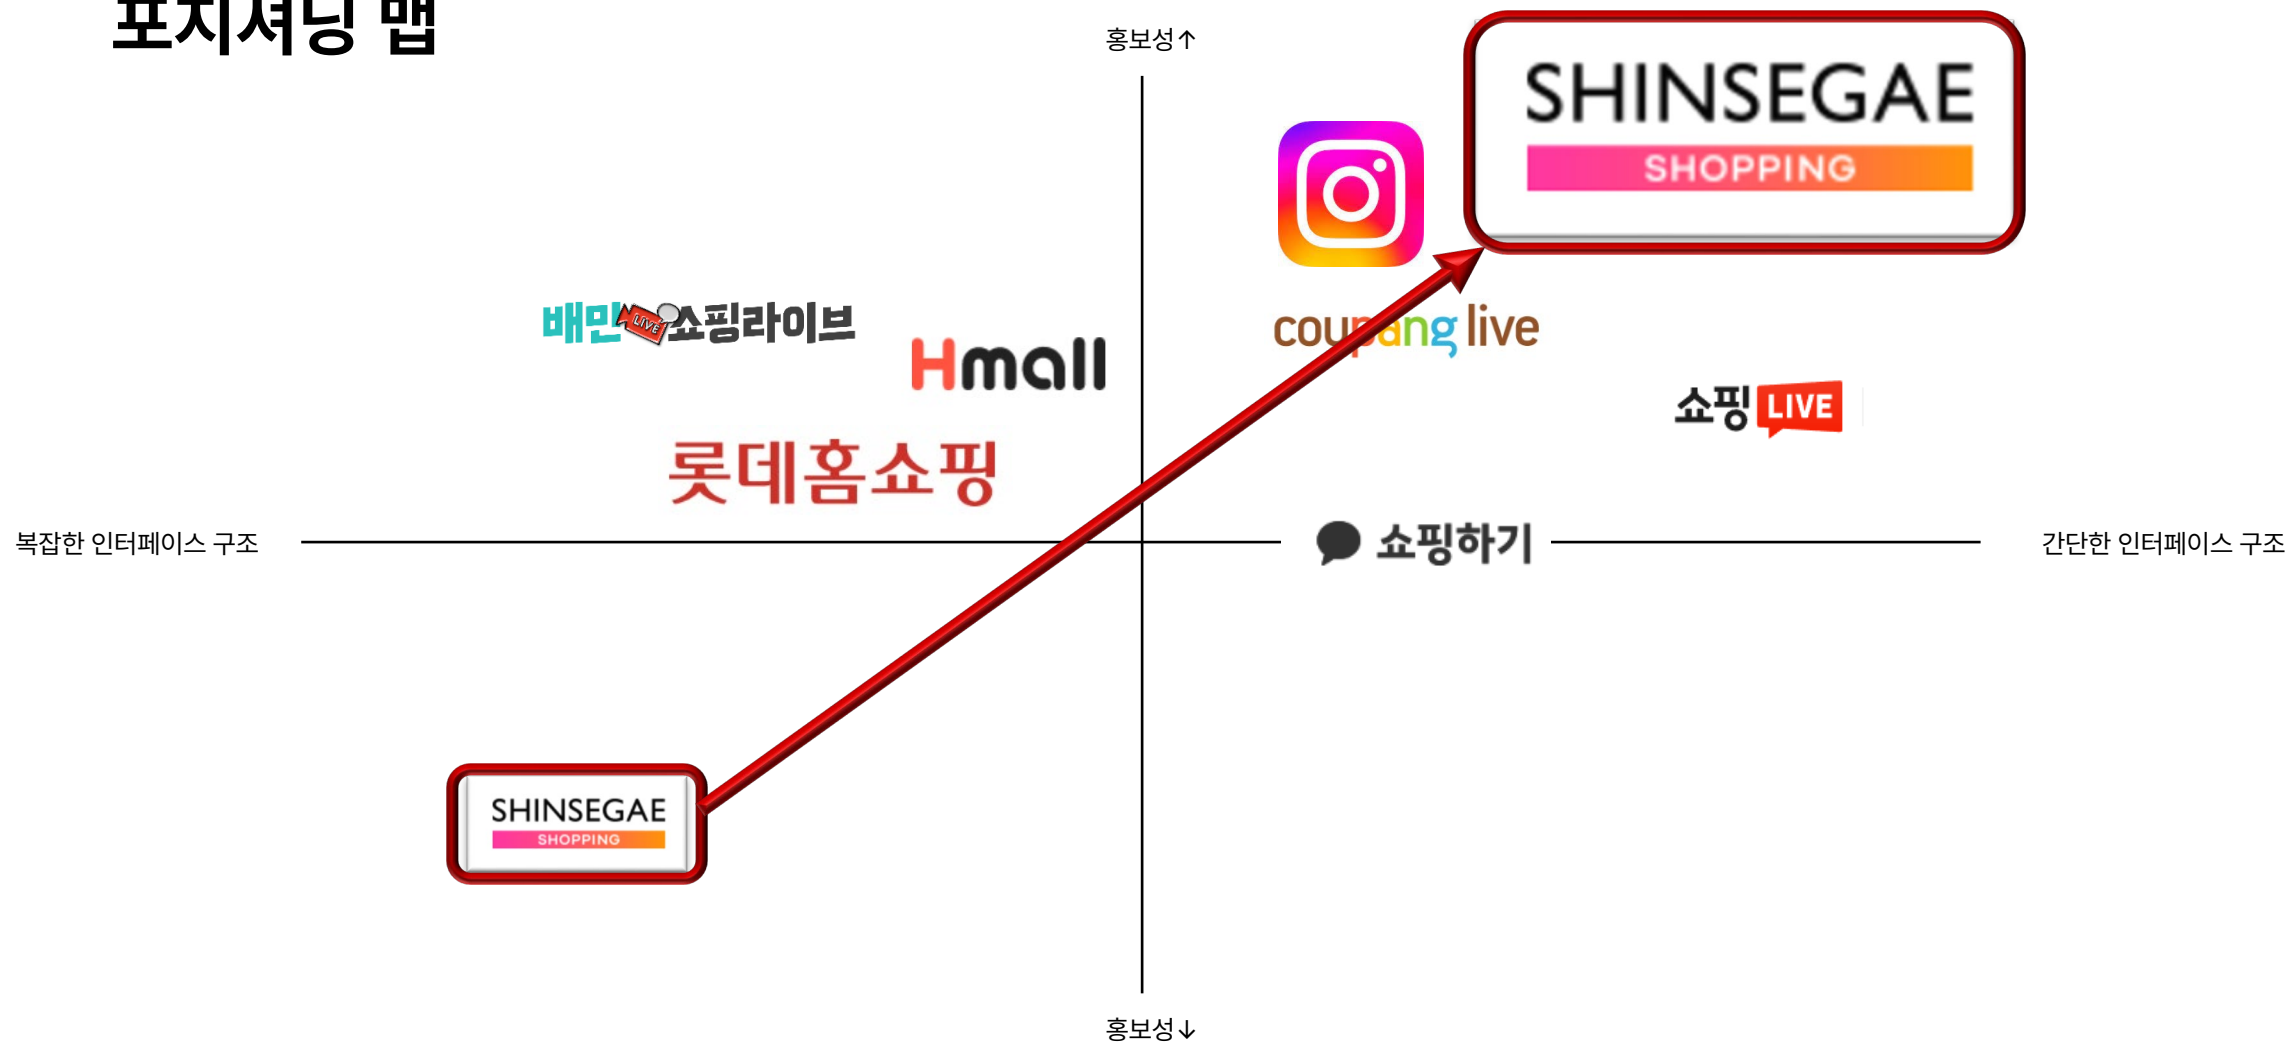 포지셔닝 맵
홍보성↑
SHINSEGAE
SHOPPING
배민 LIVE 쇼핑라이브
coupang live
Hmall
쇼핑 LIVE
롯데홈쇼핑
복잡한 인터페이스 구조
쇼핑하기
간단한 인터페이스 구조
SHINSEGAE
SHOPPING
홍보성↓